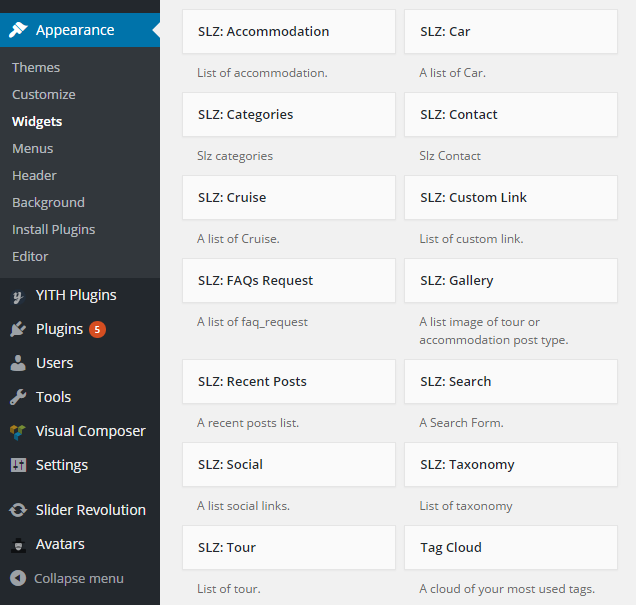 Appearance
Themes
Customize
Widgets
Menus
Header
Background
Install Plugins
Editor
YITH Plugins
Plugins 5
Users
Tools
Visual Composer
Settings
Slider Revolution
Avatars
Collapse menu
SLZ: Accommodation
List of accommodation.
SLZ: Car
A list of Car.
SLZ: Categories
Slz categories
SLZ: Contact
Slz Contact
SLZ: Cruise
A list of Cruise.
SLZ: Custom Link
List of custom link.
SLZ: FAQs Request
A list of faq_request
SLZ: Gallery
A list image of tour or
accommodation post type.
SLZ: Recent Posts
A recent posts list.
SLZ: Search
A Search Form.
SLZ: Social
A list social links.
SLZ: Taxonomy
List of taxonomy
SLZ: Tour
List of tour.
Tag Cloud
A cloud of your most used tags.